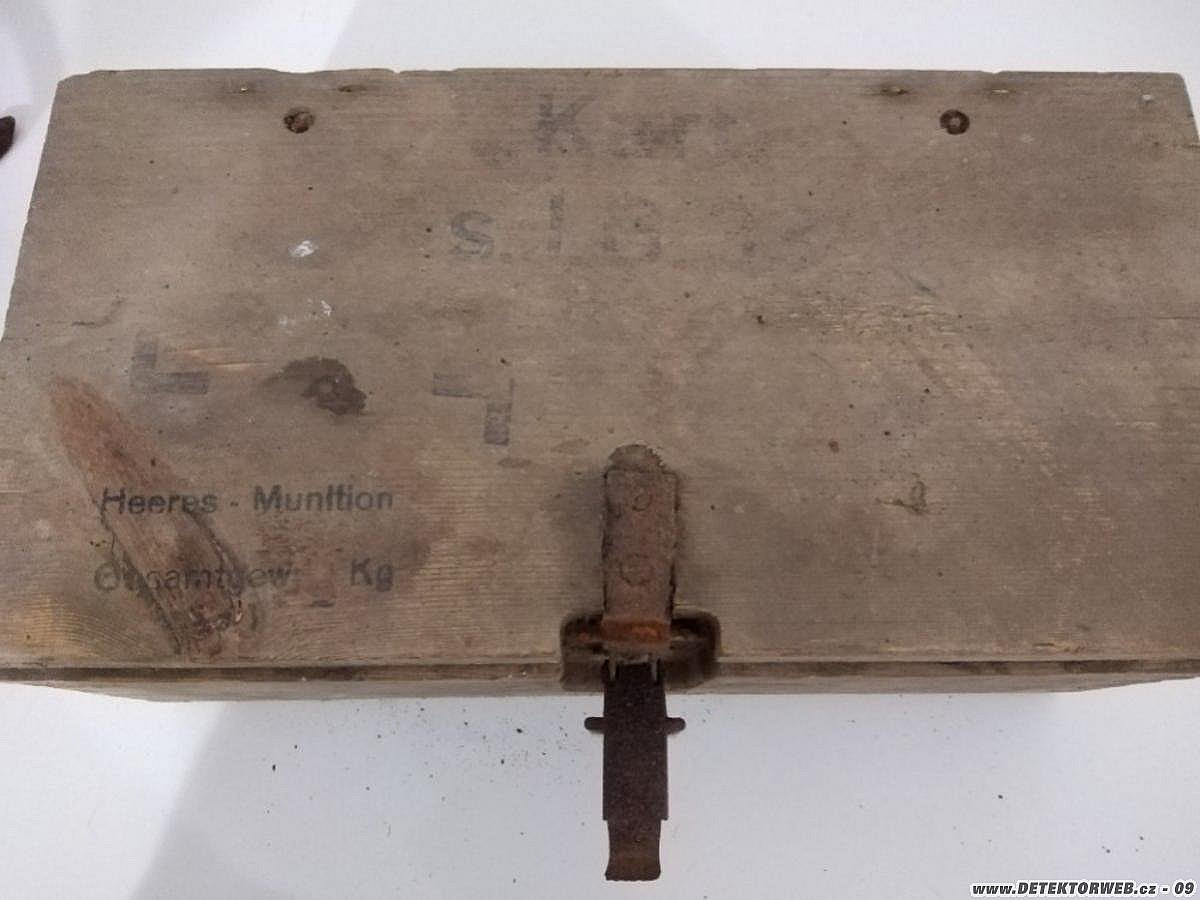 K
s. I. G.
L
Heeres - Munition
Gesamtgew. Kg
www.DETEKTORWEB.cz - 09